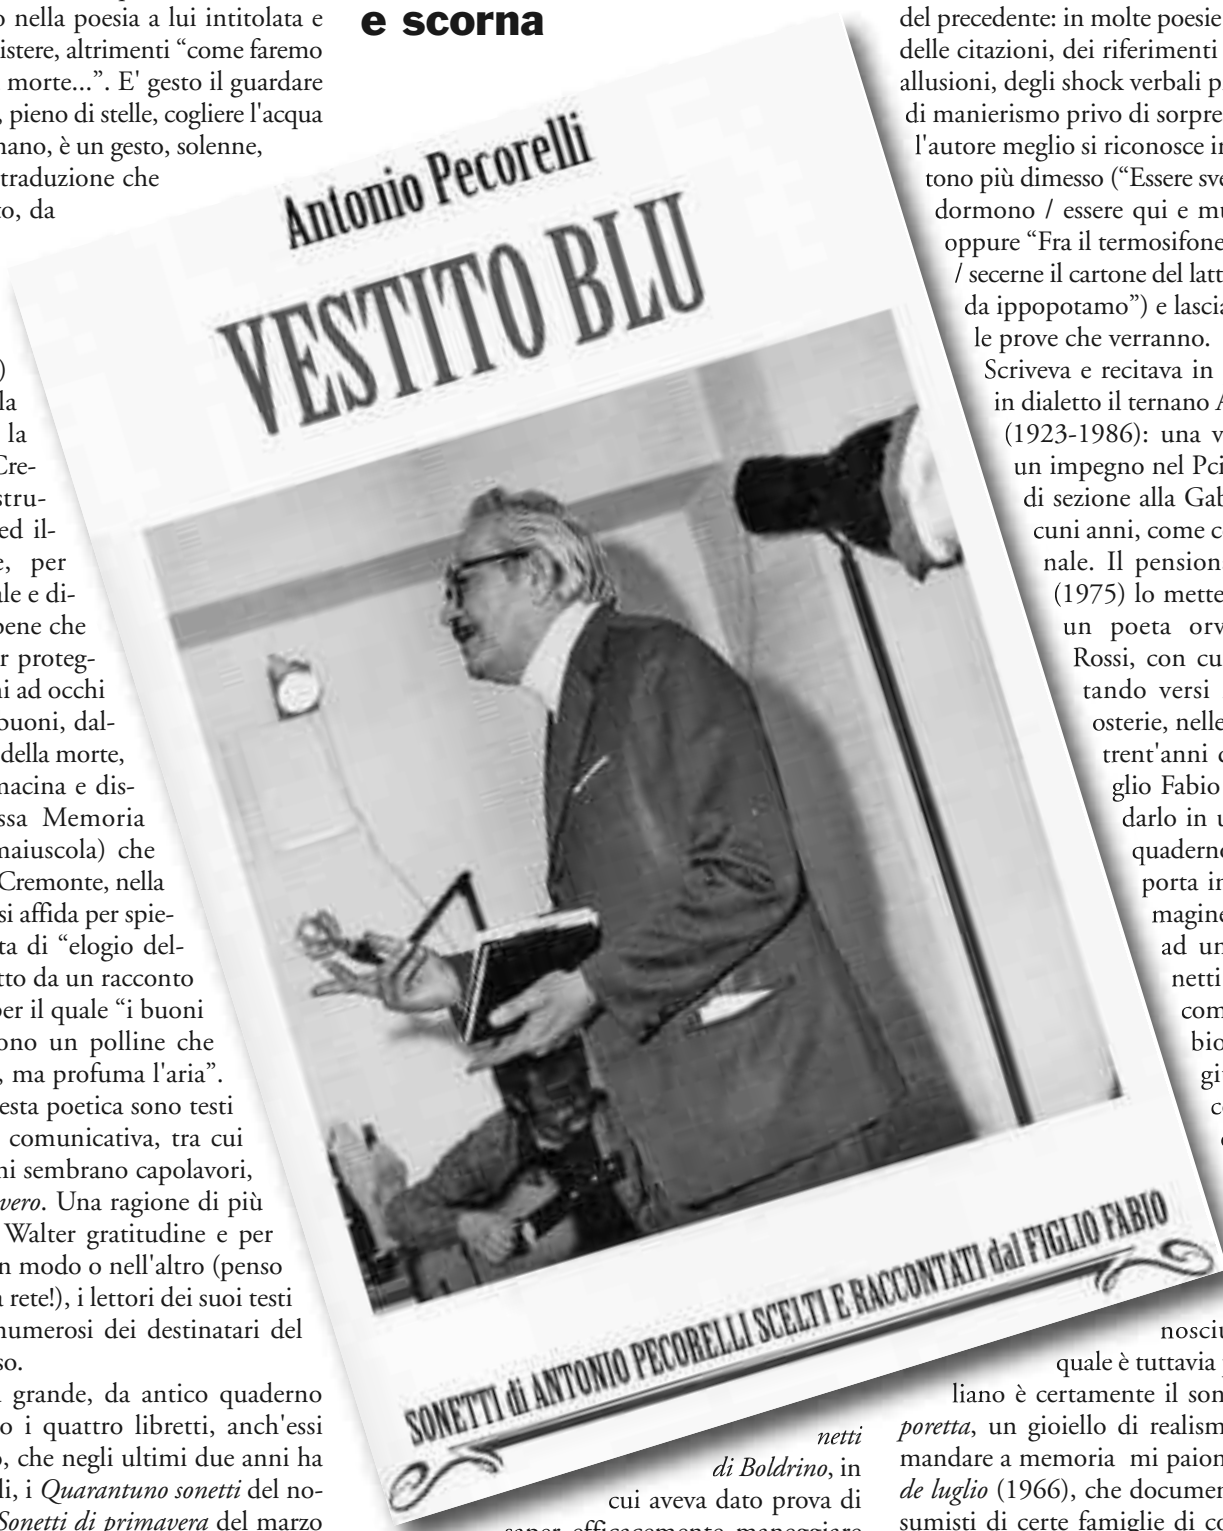 o nella poesia a lui intitolata e
istere, altrimenti “come faremo
morte...”. E' gesto il guardare
, pieno di stelle, cogliere l'acqua
nano, è un gesto, solenne,
traduzione che
to, da
)
la
la
Cre-
stru-
ed il-
e, per
ale e di-
bene che
r proteg-
ni ad occhi
buoni, dal-
della morte,
macina e dis-
ssa Memoria
maiuscola) che
Cremonte, nella
si affida per spie-
ta di “elogio del-
tto da un racconto
per il quale “i buoni
ono un polline che
, ma profuma l'aria”.
esta poetica sono testi
comunicativa, tra cui
ni sembrano capolavori,
vero. Una ragione di più
Walter gratitudine e per
n modo o nell'altro (penso
a rete!), i lettori dei suoi testi
numerosi dei destinatari del
so.
a grande, da antico quaderno
o i quattro libretti, anch'essi
o, che negli ultimi due anni ha
li, i Quarantuno sonetti del no-
Sonetti di primavera del marzo
e scorna
Antonio Pecorelli
VESTITO BLU
SONETTI di ANTONIO PECORELLI SCELTI E RACCONTATI dal FIGLIO FABIO
netti
di Boldrino, in
cui aveva dato prova di
saper efficacemente maneggiare
del precedente: in molte poesie
delle citazioni, dei riferimenti
allusioni, degli shock verbali p
di manierismo privo di sorpre
l'autore meglio si riconosce in
tono più dimesso (“Essere sve
dormono / essere qui e mu
oppure “Fra il termosifone
/ secerne il cartone del latt
da ippopotamo”) e lascia
le prove che verranno.
Scriveva e recitava in
in dialetto il ternano A
(1923-1986): una v
un impegno nel Pci
di sezione alla Gab
cuni anni, come c
nale. Il pension
(1975) lo mette
un poeta orv
Rossi, con cu
tando versi
osterie, nelle
trent'anni d
glio Fabio
darlo in u
quaderno
porta in
magine
ad un
netti
com
bio
gi
c
nosciu
quale è tuttavia
liano è certamente il son
poretta, un gioiello di realism
mandare a memoria mi paion
de luglio (1966), che documen
sumisti di certe famiglie di co